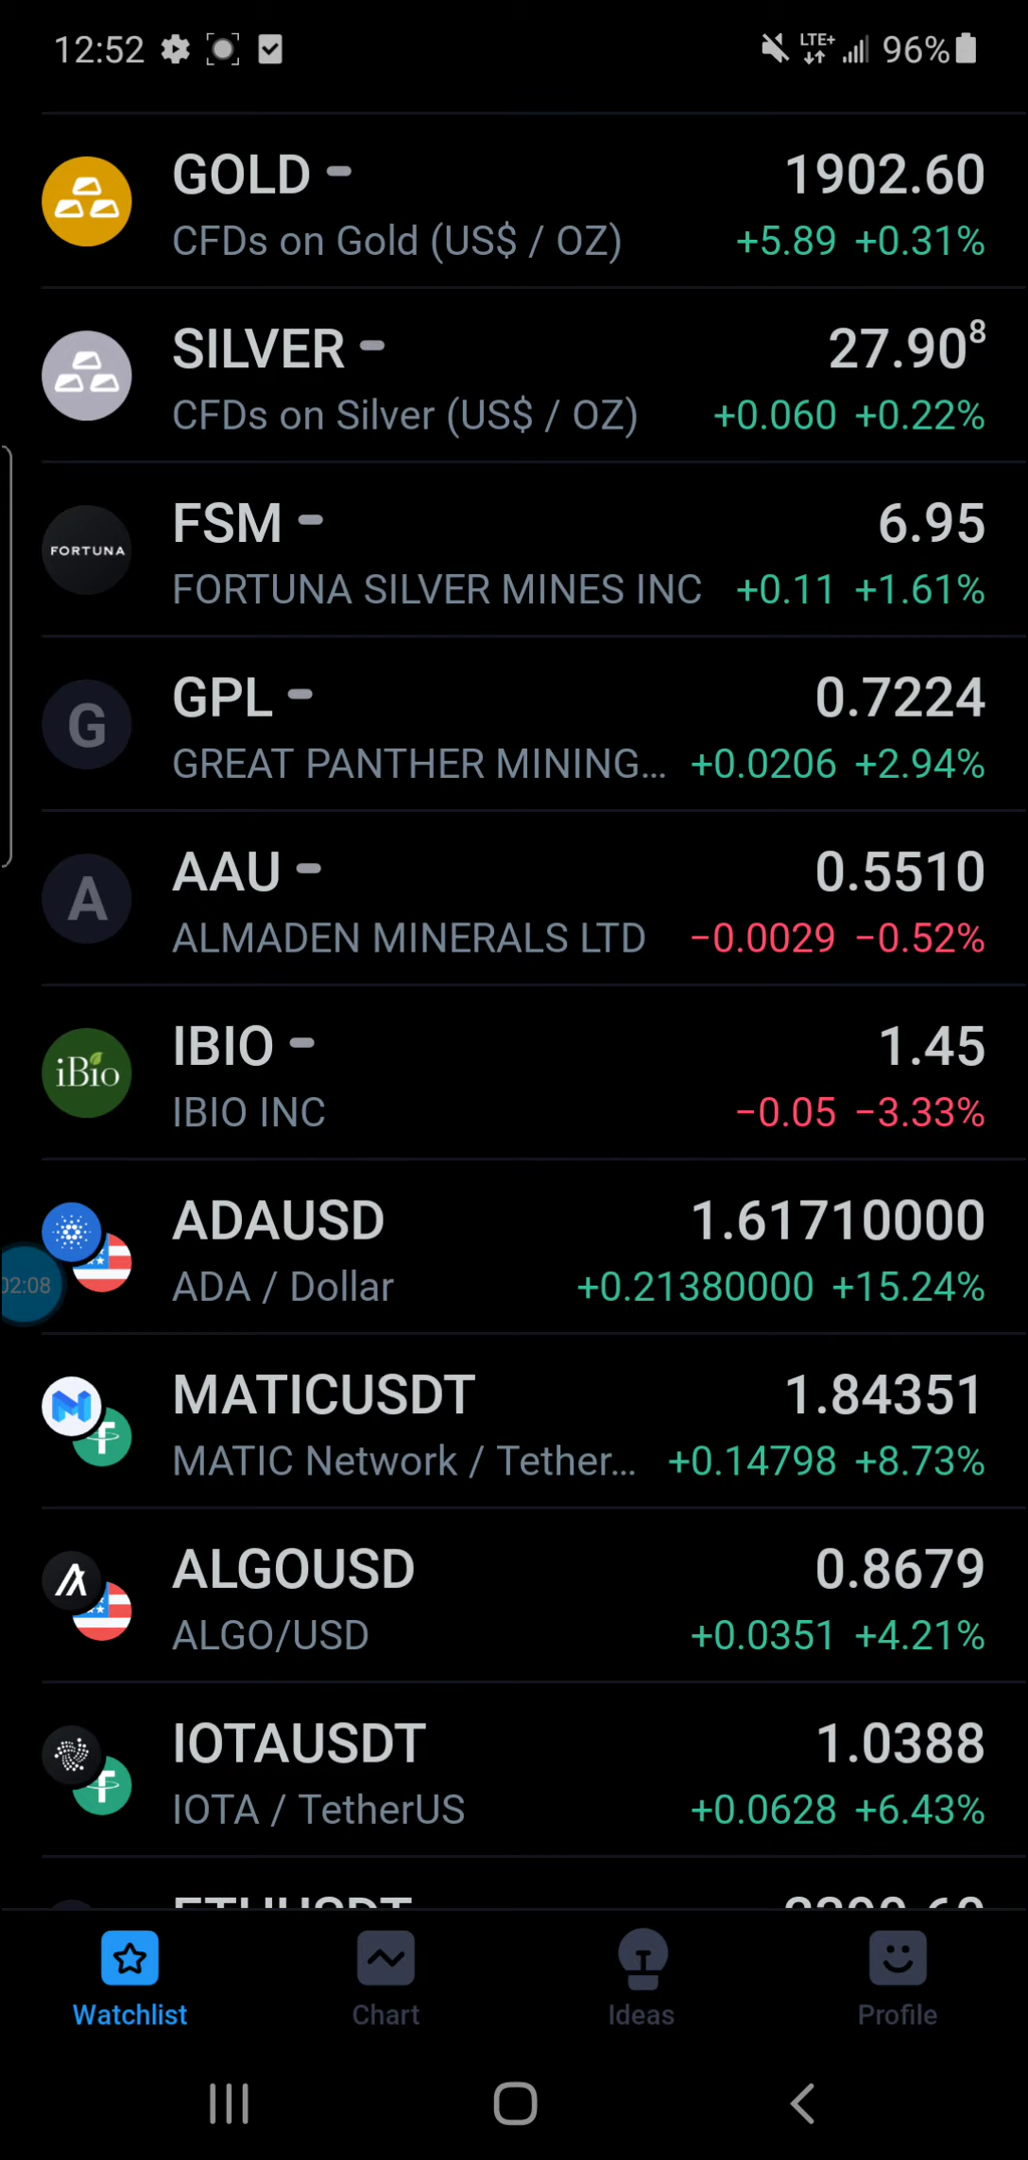 12:52 LTE+ 96%
GOLD 1902.60
CFDs on Gold (US$ / OZ) +5.89 +0.31%
SILVER 27.90⁸
CFDs on Silver (US$ / OZ) +0.060 +0.22%
FORTUNA
FSM 6.95
FORTUNA SILVER MINES INC +0.11 +1.61%
G
GPL 0.7224
GREAT PANTHER MINING... +0.0206 +2.94%
A
AAU 0.5510
ALMADEN MINERALS LTD −0.0029 −0.52%
iBio
IBIO 1.45
IBIO INC −0.05 −3.33%
ADAUSD 1.61710000
02:08
ADA / Dollar +0.21380000 +15.24%
MATICUSDT 1.84351
MATIC Network / Tether... +0.14798 +8.73%
ALGOUSD 0.8679
ALGO/USD +0.0351 +4.21%
IOTAUSDT 1.0388
IOTA / TetherUS +0.0628 +6.43%
Watchlist Chart Ideas Profile